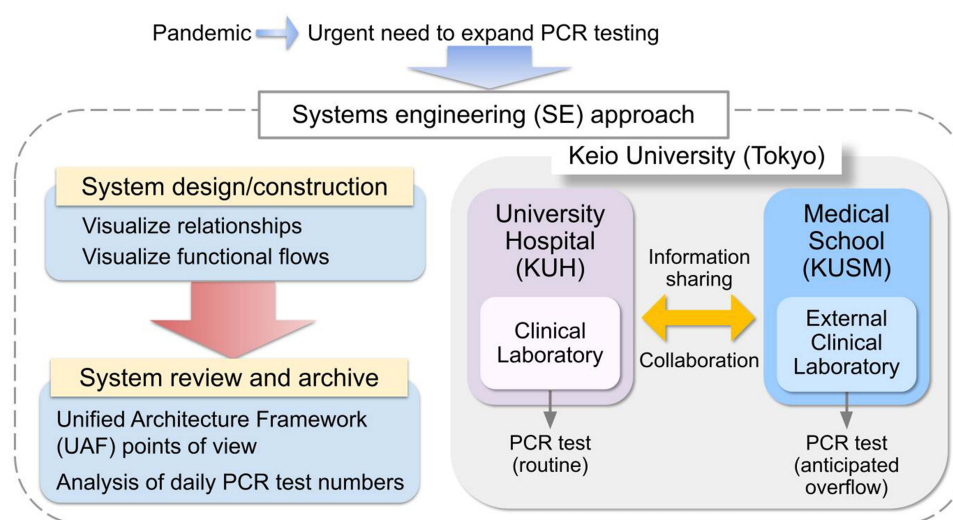 Pandemic
Urgent need to expand PCR testing
Systems engineering (SE) approach
System design/construction
Visualize relationships
Visualize functional flows
System review and archive
Unified Architecture Framework
(UAF) points of view
Analysis of daily PCR test numbers
Keio University (Tokyo)
University
Hospital
(KUH)
Clinical
Laboratory
PCR test
(routine)
Information
sharing
Collaboration
Medical
School
(KUSM)
External
Clinical
Laboratory
PCR test
(anticipated
overflow)